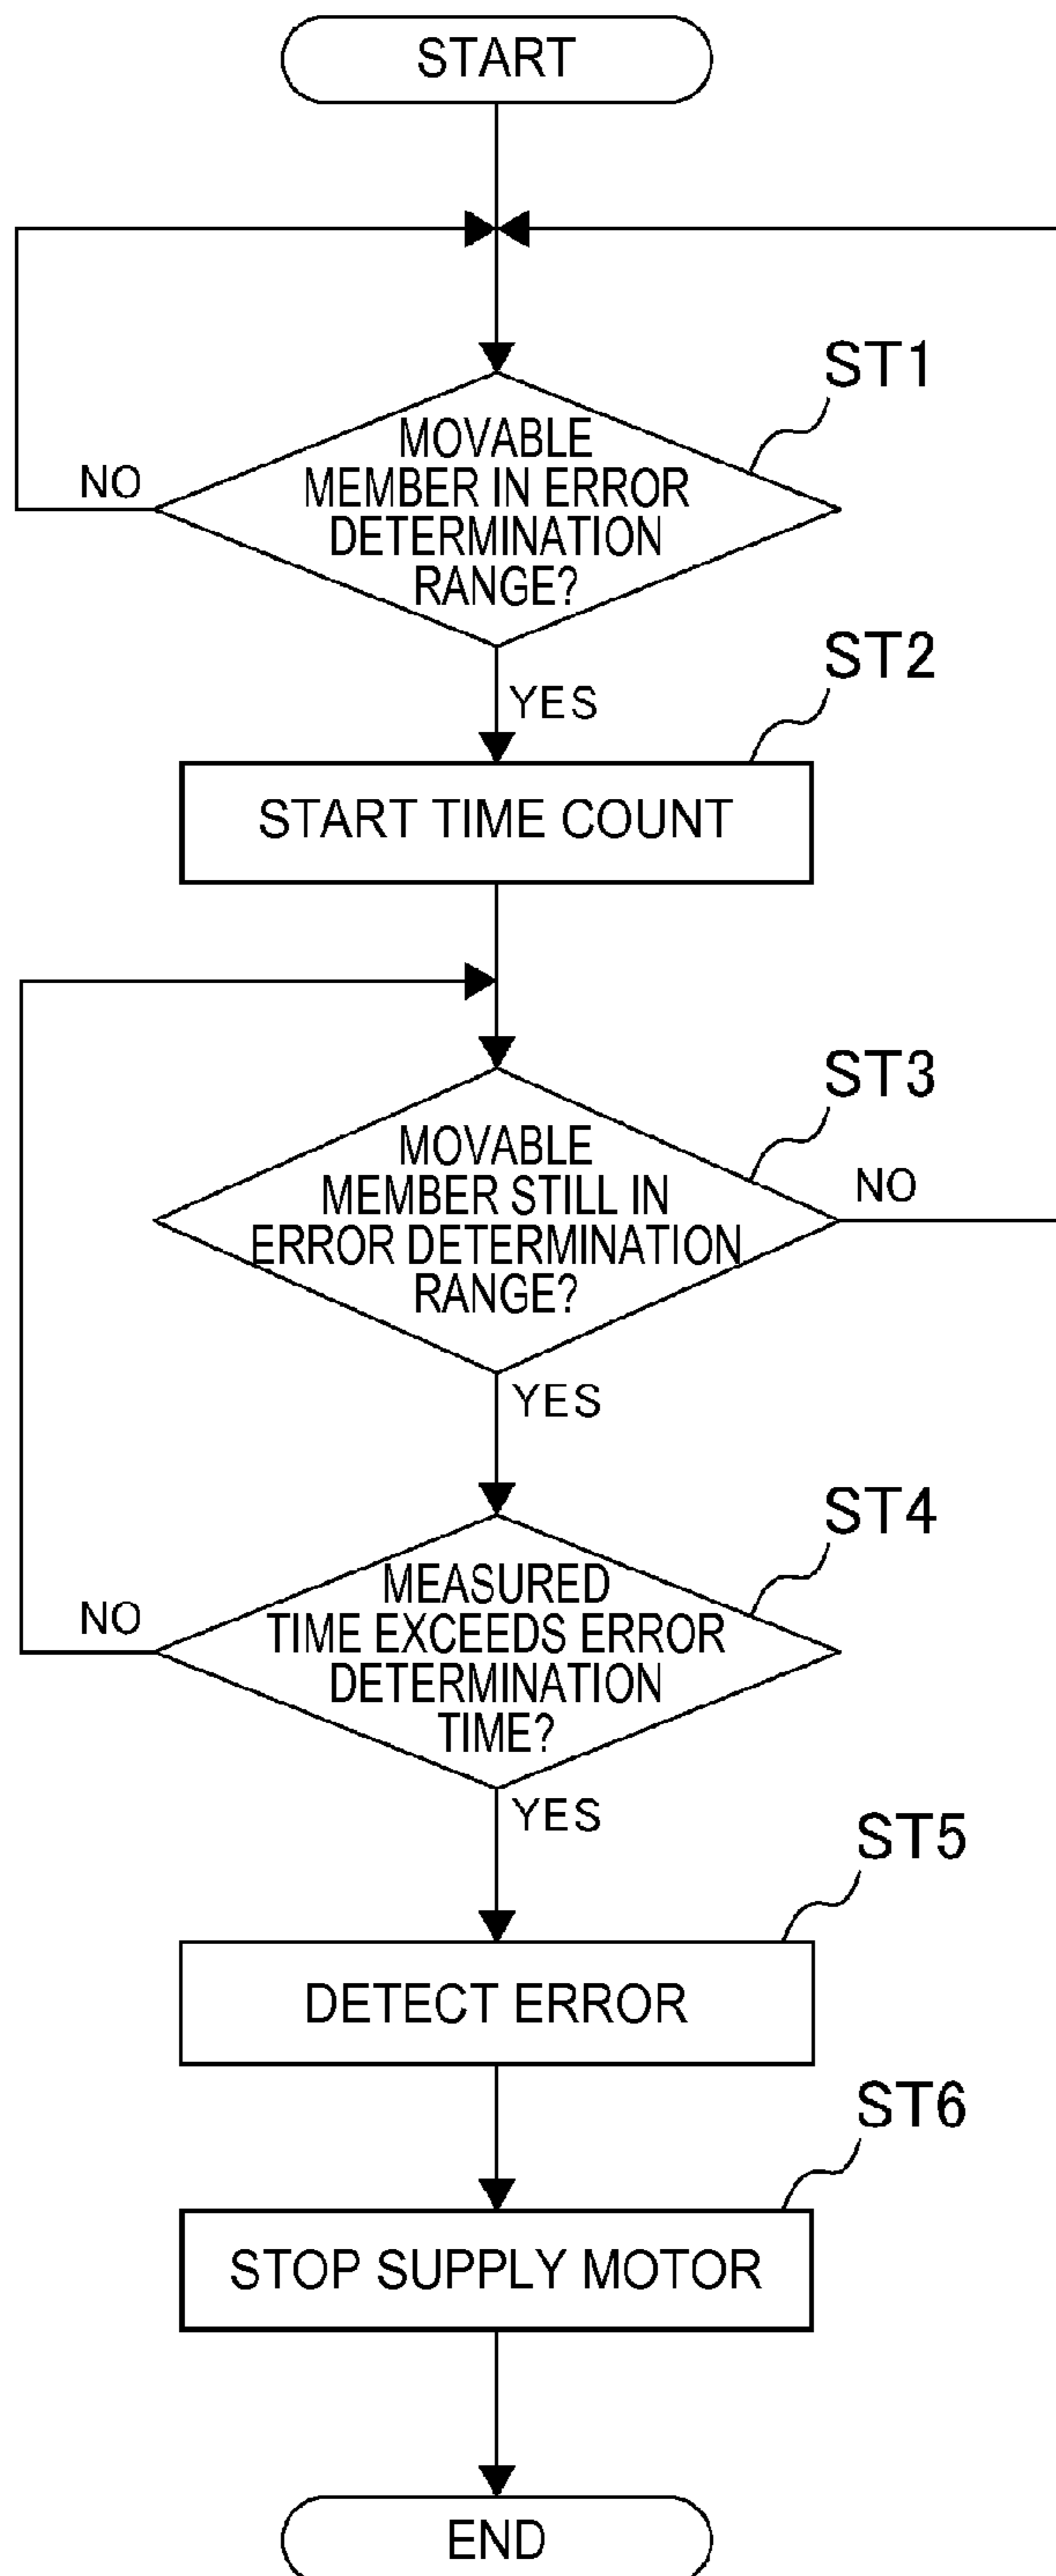 START
ST1
MOVABLE
MEMBER IN ERROR
DETERMINATION
RANGE?
NO
YES
ST2
START TIME COUNT
ST3
MOVABLE
MEMBER STILL IN
ERROR DETERMINATION
RANGE?
NO
YES
ST4
MEASURED
TIME EXCEEDS ERROR
DETERMINATION
TIME?
NO
YES
ST5
DETECT ERROR
ST6
STOP SUPPLY MOTOR
END